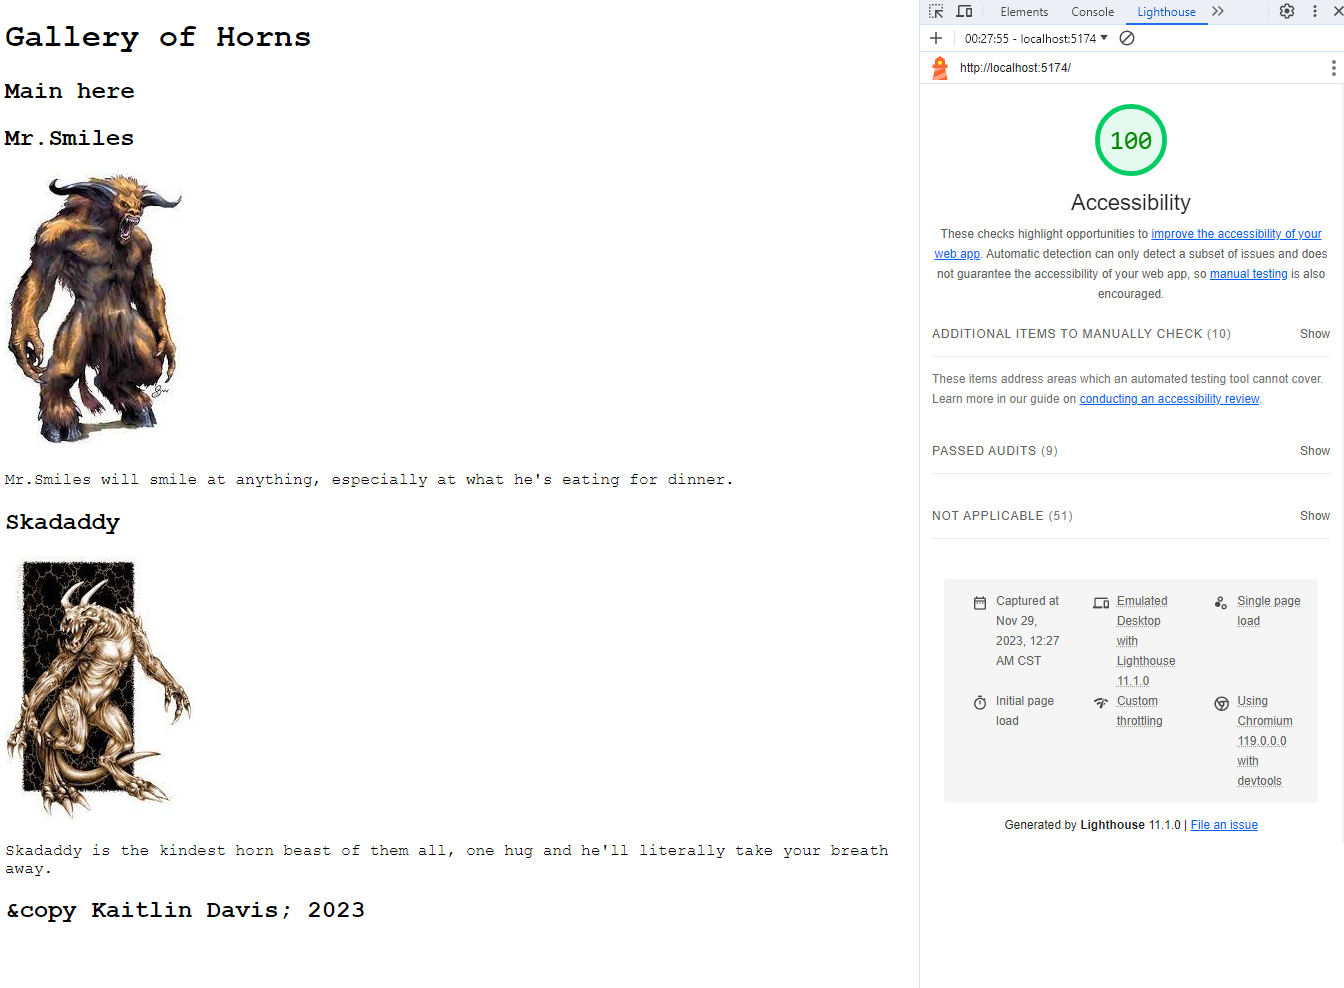 Gallery of Horns
Main here
Mr.Smiles
Mr.Smiles will smile at anything, especially at what he's eating for dinner.
Skadaddy
Skadaddy is the kindest horn beast of them all, one hug and he'll literally take your breath
away.
&copy Kaitlin Davis; 2023
Elements Console Lighthouse
00:27:55 - localhost:5174
http://localhost:5174/
100
Accessibility
These checks highlight opportunities to improve the accessibility of your
web app. Automatic detection can only detect a subset of issues and does
not guarantee the accessibility of your web app, so manual testing is also
encouraged.
ADDITIONAL ITEMS TO MANUALLY CHECK (10) Show
These items address areas which an automated testing tool cannot cover.
Learn more in our guide on conducting an accessibility review.
PASSED AUDITS (9) Show
NOT APPLICABLE (51) Show
Captured at
Nov 29,
2023, 12:27
AM CST
Emulated
Desktop
with
Lighthouse
11.1.0
Single page
load
Initial page
load
Custom
throttling
Using
Chromium
119.0.0.0
with
devtools
Generated by Lighthouse 11.1.0 | File an issue